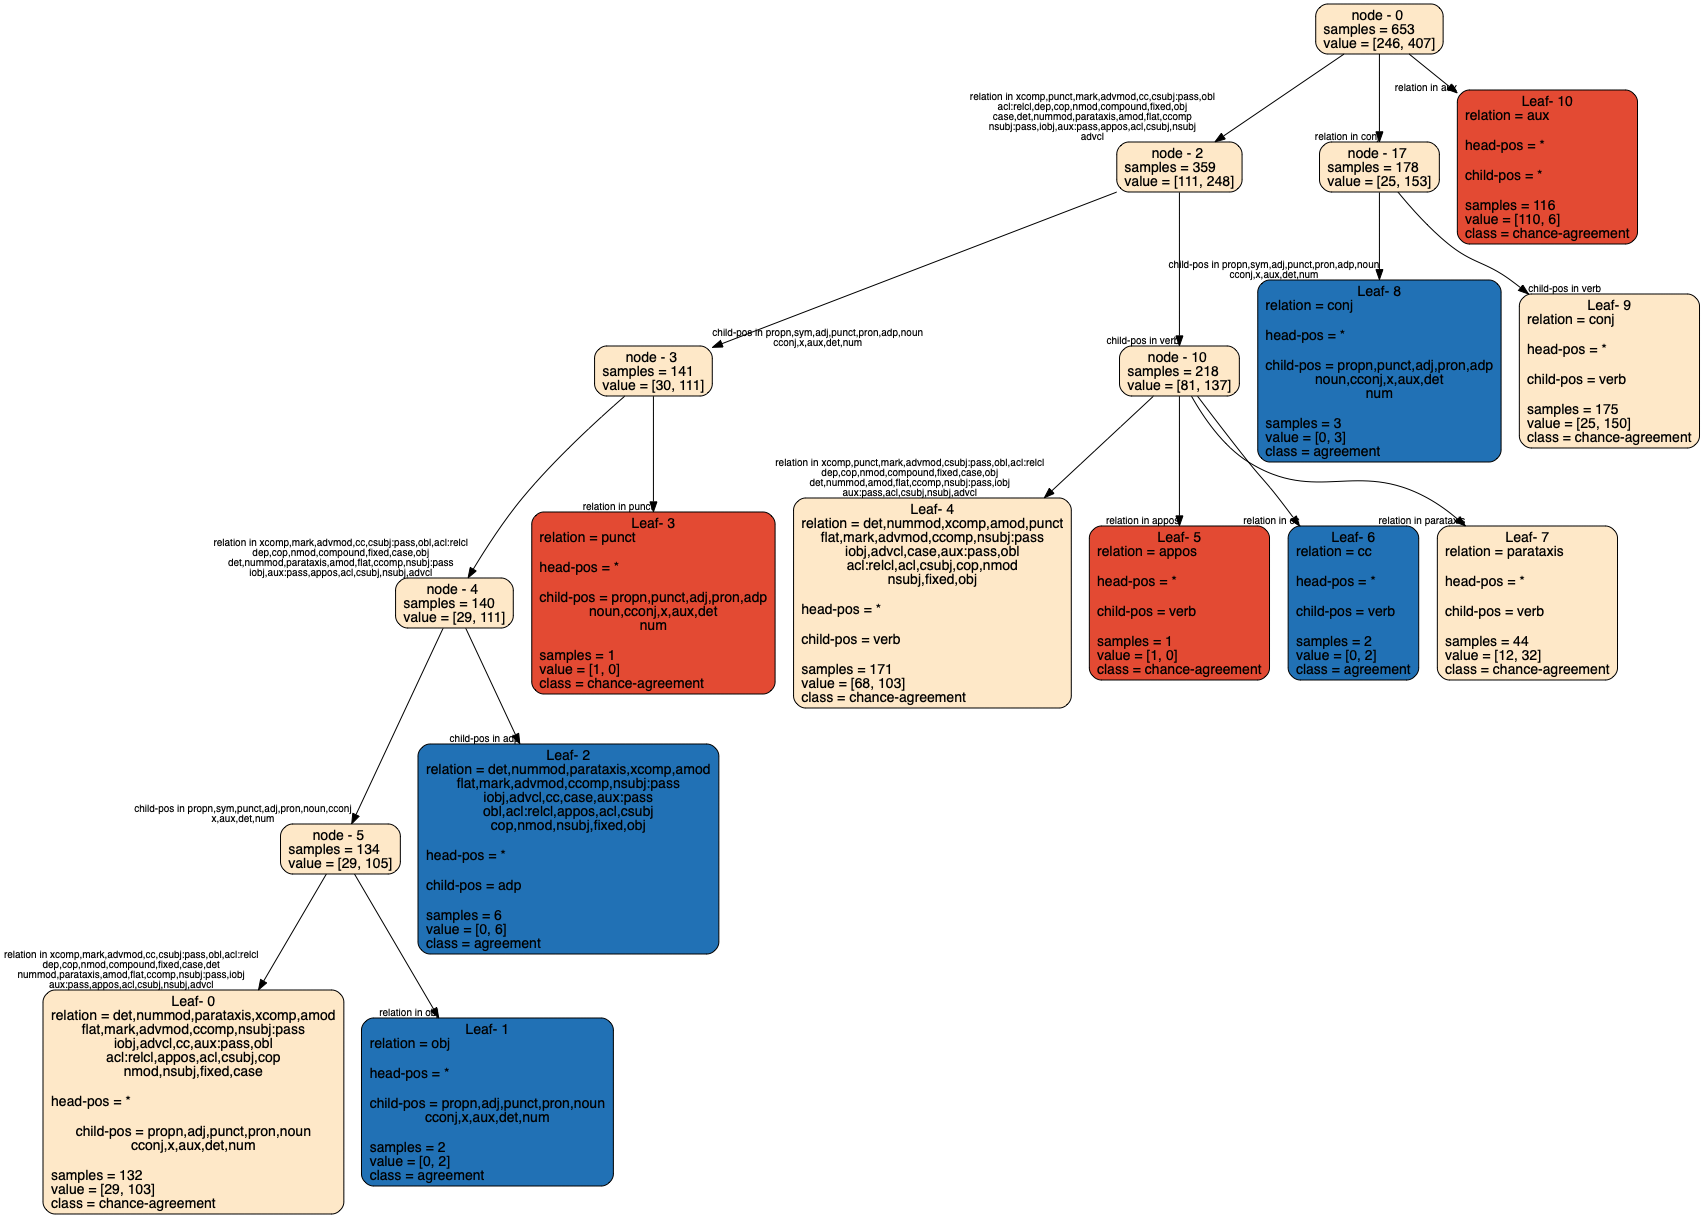 node - 0
samples = 653
value = [246, 407]
relation in xcomp,punct,mark,advmod,cc,csubj:pass,obl
acl:relcl,dep,cop,nmod,compound,fixed,obj
case,det,nummod,parataxis,amod,flat,ccomp
nsubj:pass,iobj,aux:pass,appos,acl,csubj,nsubj
advcl
relation in conj
relation in aux
Leaf- 10
relation = aux
head-pos = *
child-pos = *
samples = 116
value = [110, 6]
class = chance-agreement
node - 2
samples = 359
value = [111, 248]
node - 17
samples = 178
value = [25, 153]
child-pos in propn,sym,adj,punct,pron,adp,noun
cconj,x,aux,det,num
child-pos in verb
Leaf- 8
relation = conj
head-pos = *
child-pos = propn,punct,adj,pron,adp
noun,cconj,x,aux,det
num
samples = 3
value = [0, 3]
class = agreement
Leaf- 9
relation = conj
head-pos = *
child-pos = verb
samples = 175
value = [25, 150]
class = chance-agreement
child-pos in propn,sym,adj,punct,pron,adp,noun
cconj,x,aux,det,num
child-pos in verb
node - 3
samples = 141
value = [30, 111]
node - 10
samples = 218
value = [81, 137]
relation in xcomp,punct,mark,advmod,csubj:pass,obl,acl:relcl
dep,cop,nmod,compound,fixed,case,obj
det,nummod,amod,flat,ccomp,nsubj:pass,iobj
aux:pass,acl,csubj,nsubj,advcl
relation in appos
relation in cc
relation in parataxis
Leaf- 4
relation = det,nummod,xcomp,amod,punct
flat,mark,advmod,ccomp,nsubj:pass
iobj,advcl,case,aux:pass,obl
acl:relcl,acl,csubj,cop,nmod
nsubj,fixed,obj
head-pos = *
child-pos = verb
samples = 171
value = [68, 103]
class = chance-agreement
Leaf- 5
relation = appos
head-pos = *
child-pos = verb
samples = 1
value = [1, 0]
class = chance-agreement
Leaf- 6
relation = cc
head-pos = *
child-pos = verb
samples = 2
value = [0, 2]
class = agreement
Leaf- 7
relation = parataxis
head-pos = *
child-pos = verb
samples = 44
value = [12, 32]
class = chance-agreement
relation in xcomp,mark,advmod,cc,csubj:pass,obl,acl:relcl
dep,cop,nmod,compound,fixed,case,obj
det,nummod,parataxis,amod,flat,ccomp,nsubj:pass
iobj,aux:pass,appos,acl,csubj,nsubj,advcl
relation in punct
node - 4
samples = 140
value = [29, 111]
Leaf- 3
relation = punct
head-pos = *
child-pos = propn,punct,adj,pron,adp
noun,cconj,x,aux,det
num
samples = 1
value = [1, 0]
class = chance-agreement
child-pos in propn,sym,punct,adj,pron,noun,cconj
x,aux,det,num
child-pos in adp
node - 5
samples = 134
value = [29, 105]
Leaf- 2
relation = det,nummod,parataxis,xcomp,amod
flat,mark,advmod,ccomp,nsubj:pass
iobj,advcl,cc,case,aux:pass
obl,acl:relcl,appos,acl,csubj
cop,nmod,nsubj,fixed,obj
head-pos = *
child-pos = adp
samples = 6
value = [0, 6]
class = agreement
relation in xcomp,mark,advmod,cc,csubj:pass,obl,acl:relcl
dep,cop,nmod,compound,fixed,case,det
nummod,parataxis,amod,flat,ccomp,nsubj:pass,iobj
aux:pass,appos,acl,csubj,nsubj,advcl
relation in obj
Leaf- 0
relation = det,nummod,parataxis,xcomp,amod
flat,mark,advmod,ccomp,nsubj:pass
iobj,advcl,cc,aux:pass,obl
acl:relcl,appos,acl,csubj,cop
nmod,nsubj,fixed,case
head-pos = *
child-pos = propn,adj,punct,pron,noun
cconj,x,aux,det,num
samples = 132
value = [29, 103]
class = chance-agreement
Leaf- 1
relation = obj
head-pos = *
child-pos = propn,adj,punct,pron,noun
cconj,x,aux,det,num
samples = 2
value = [0, 2]
class = agreement